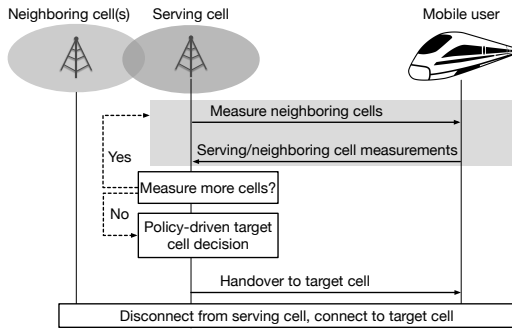 Neighboring cell(s)
Serving cell
Mobile user
Measure neighboring cells
Serving/neighboring cell measurements
Yes
Measure more cells?
No
Policy-driven target
cell decision
Handover to target cell
Disconnect from serving cell, connect to target cell